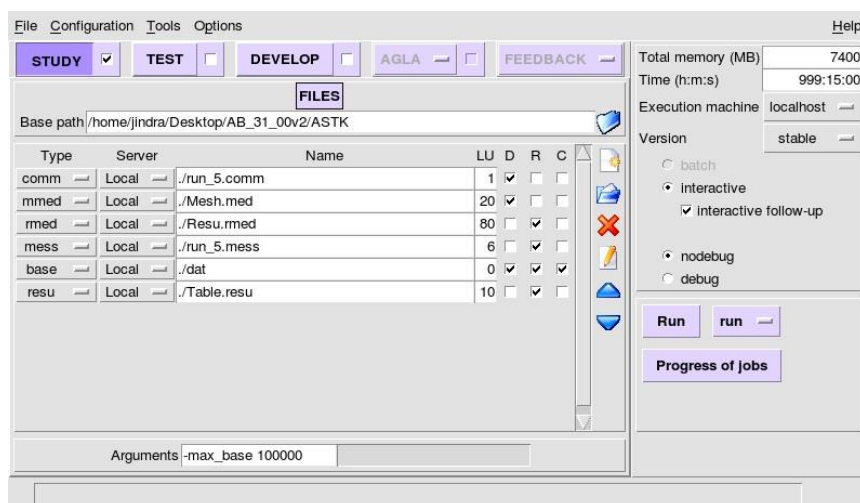 File Configuration Tools Options Help
STUDY TEST DEVELOP AGLA FEEDBACK
FILES
Base path /home/jindra/Desktop/AB_31_00v2/ASTK
Type Server Name LU D R C
comm Local ./run_5.comm 1
mmed Local ./Mesh.med 20
rmed Local ./Resu.rmed 80
mess Local ./run_5.mess 6
base Local ./dat 0
resu Local ./Table.resu 10
Arguments -max_base 100000
Total memory (MB) 7400
Time (h:m:s) 999:15:00
Execution machine localhost
Version stable
batch
interactive
interactive follow-up
nodebug
debug
Run run
Progress of jobs